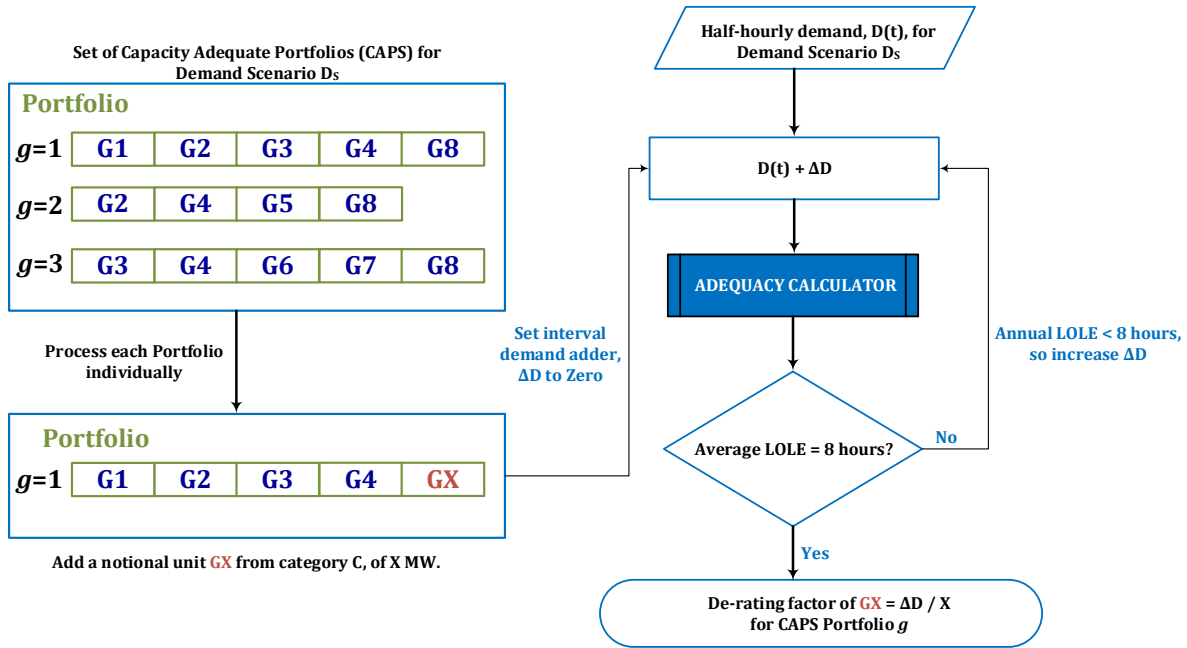 Set of Capacity Adequate Portfolios (CAPS) for
Demand Scenario DS
Portfolio
g=1 G1 G2 G3 G4 G8
g=2 G2 G4 G5 G8
g=3 G3 G4 G6 G7 G8
Process each Portfolio
individually
Portfolio
g=1 G1 G2 G3 G4 GX
Add a notional unit GX from category C, of X MW.
Set interval
demand adder,
ΔD to Zero
Half-hourly demand, D(t), for
Demand Scenario DS
D(t) + ΔD
ADEQUACY CALCULATOR
Annual LOLE < 8 hours,
so increase ΔD
Average LOLE = 8 hours?
No
Yes
De-rating factor of GX = ΔD / X
for CAPS Portfolio g